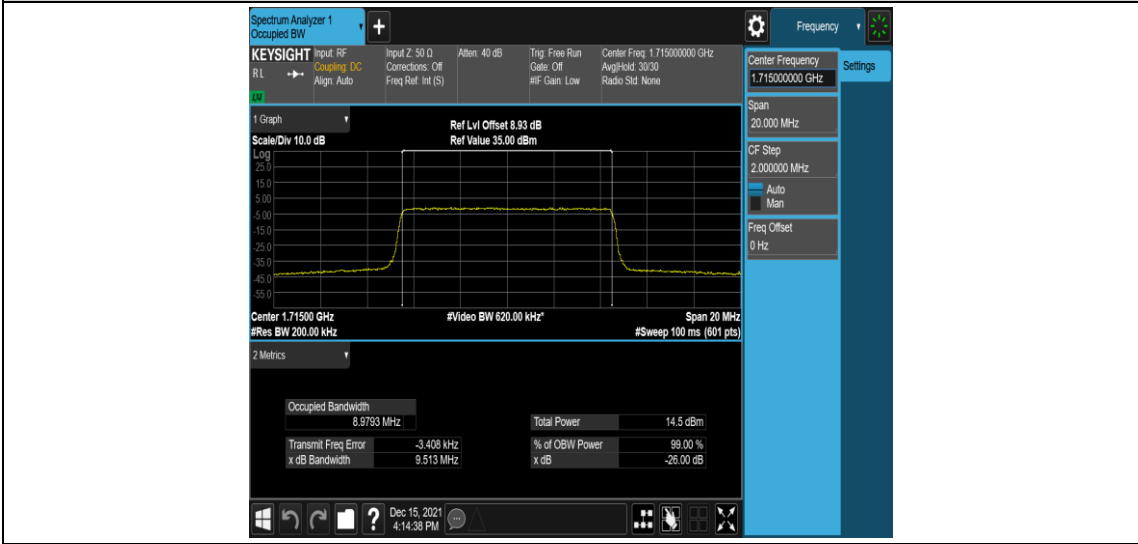 Spectrum Analyzer 1
Occupied BW
+
Frequency
KEYSIGHT
RL
LM
Input: RF
Coupling: DC
Align: Auto
Input Z: 50 Ω
Corrections: Off
Freq Ref: Int (S)
Atten: 40 dB
Trig: Free Run
Gate: Off
#IF Gain: Low
Center Freq: 1.715000000 GHz
Avg|Hold: 30/30
Radio Std: None
Center Frequency
1.715000000 GHz
Settings
Span
20.000 MHz
CF Step
2.000000 MHz
Auto
Man
Freq Offset
0 Hz
1 Graph
Scale/Div 10.0 dB
Ref Lvl Offset 8.93 dB
Ref Value 35.00 dBm
Log
25.0
15.0
5.00
-5.00
-15.0
-25.0
-35.0
-45.0
-55.0
Center 1.71500 GHz
#Video BW 620.00 kHz*
Span 20 MHz
#Res BW 200.00 kHz
#Sweep 100 ms (601 pts)
2 Metrics
Occupied Bandwidth
8.9793 MHz
Total Power 14.5 dBm
Transmit Freq Error -3.408 kHz
% of OBW Power 99.00 %
x dB Bandwidth 9.513 MHz
x dB -26.00 dB
?
Dec 15, 2021
4:14:38 PM